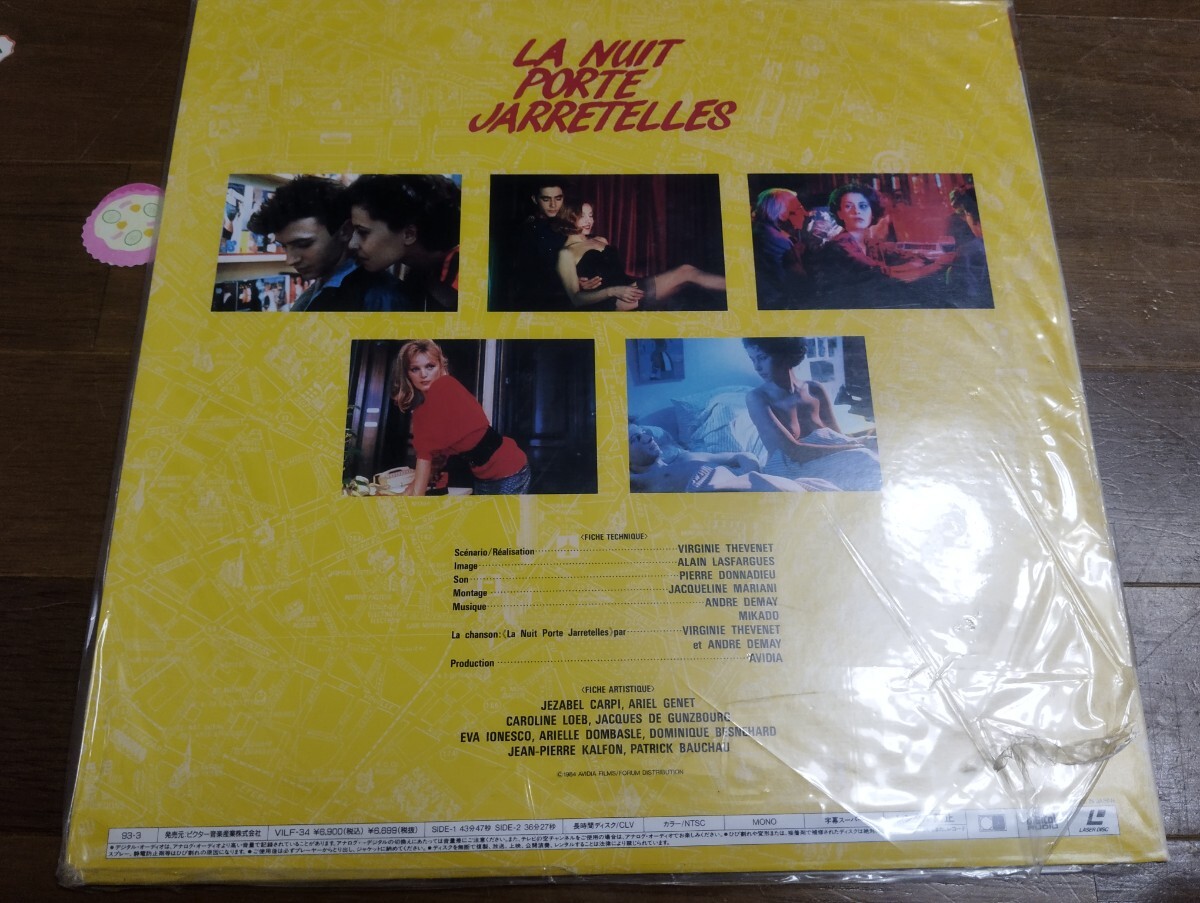 LA NUIT
PORTE
JARRETELLES
〈FICHE TECHNIQUE〉
Scénario/Réalisation VIRGINIE THEVENET
Image ALAIN LASFARGUES
Son PIERRE DONNADIEU
Montage JACQUELINE MARIANI
Musique ANDRE DEMAY
MIKADO
La chanson:《La Nuit Porte Jarretelles》par VIRGINIE THEVENET
et ANDRE DEMAY
Production AVIDIA
〈FICHE ARTISTIQUE〉
JEZABEL CARPI, ARIEL GENET
CAROLINE LOEB, JACQUES DE GUNZBOURG
EVA IONESCO, ARIELLE DOMBASLE, DOMINIQUE BESNEHARD
JEAN-PIERRE KALFON, PATRICK BAUCHAU
©1984 AVIDIA FILMS/FORUM DISTRIBUTION
93-3 発売元:ビクター音楽産業株式会社 VILF-34 ¥6,900(税込) ¥6,699(税抜) SIDE-1 43分47秒 SIDE-2 36分27秒 長時間ディスク/CLV カラー/NTSC MONO 字幕スーパー LASER DISC